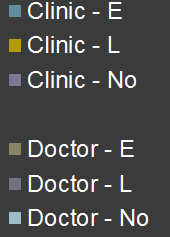 Clinic - E
Clinic - L
Clinic - No
Doctor - E
Doctor - L
Doctor - No